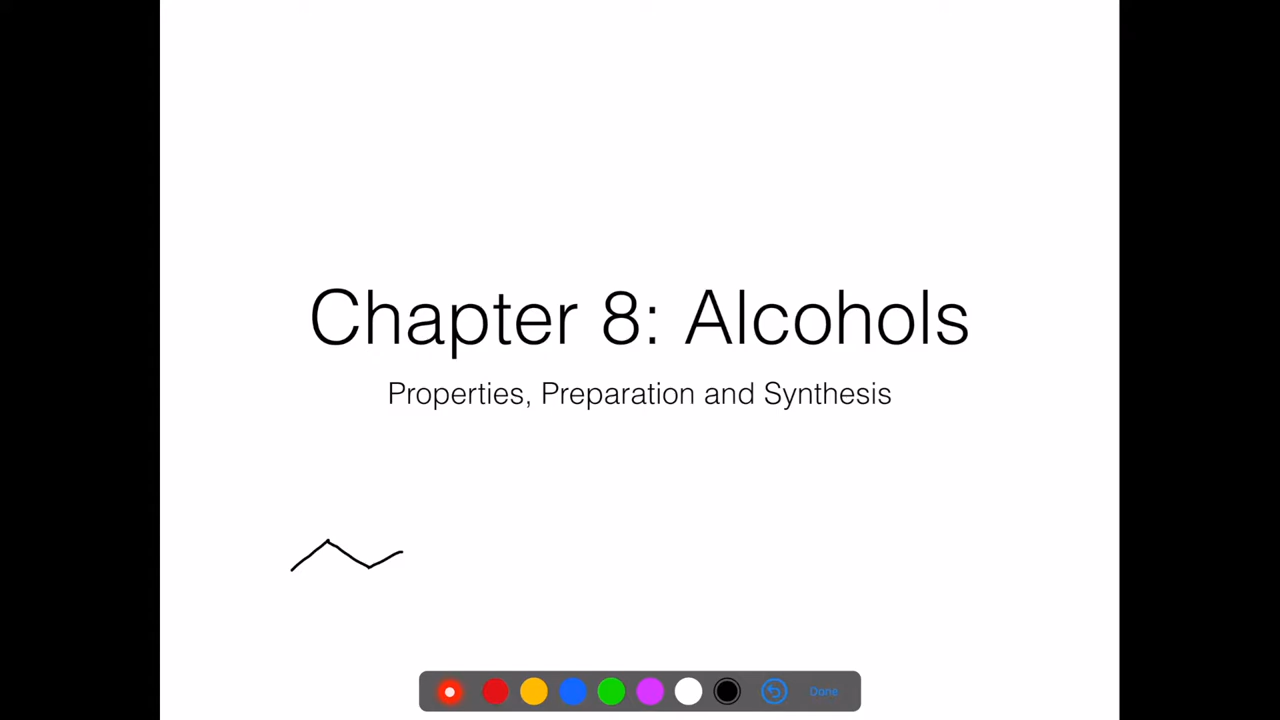 Chapter 8: Alcohols
Properties, Preparation and Synthesis
Done